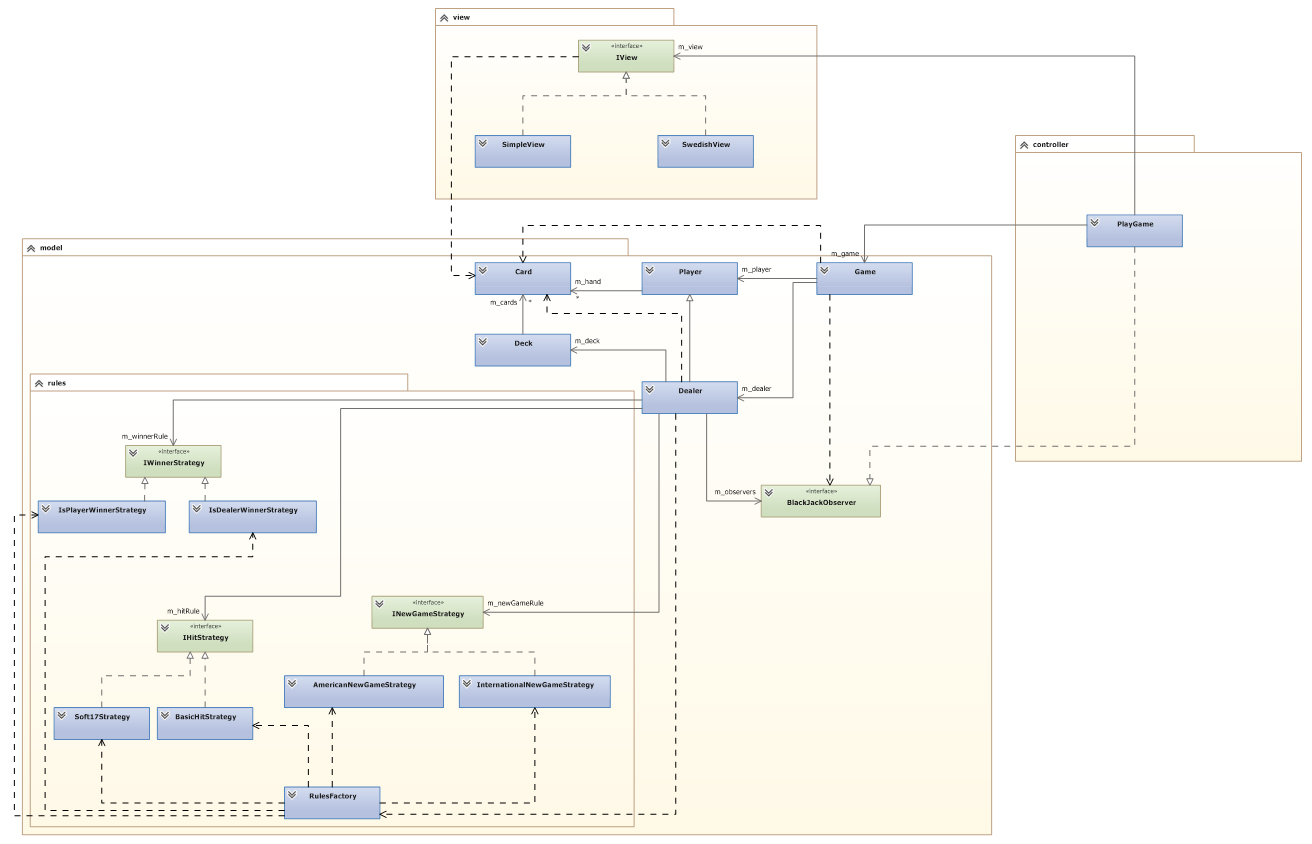 view
«interface»
IView
m_view
SimpleView
SwedishView
controller
PlayGame
model
m_game
Card
Player
Game
m_player
m_hand
*
m_cards
*
Deck
m_deck
rules
Dealer
m_dealer
m_winnerRule
«interface»
IWinnerStrategy
IsPlayerWinnerStrategy
IsDealerWinnerStrategy
m_observers
«interface»
BlackJackObserver
m_hitRule
«interface»
IHitStrategy
«interface»
INewGameStrategy
m_newGameRule
AmericanNewGameStrategy
InternationalNewGameStrategy
Soft17Strategy
BasicHitStrategy
RulesFactory